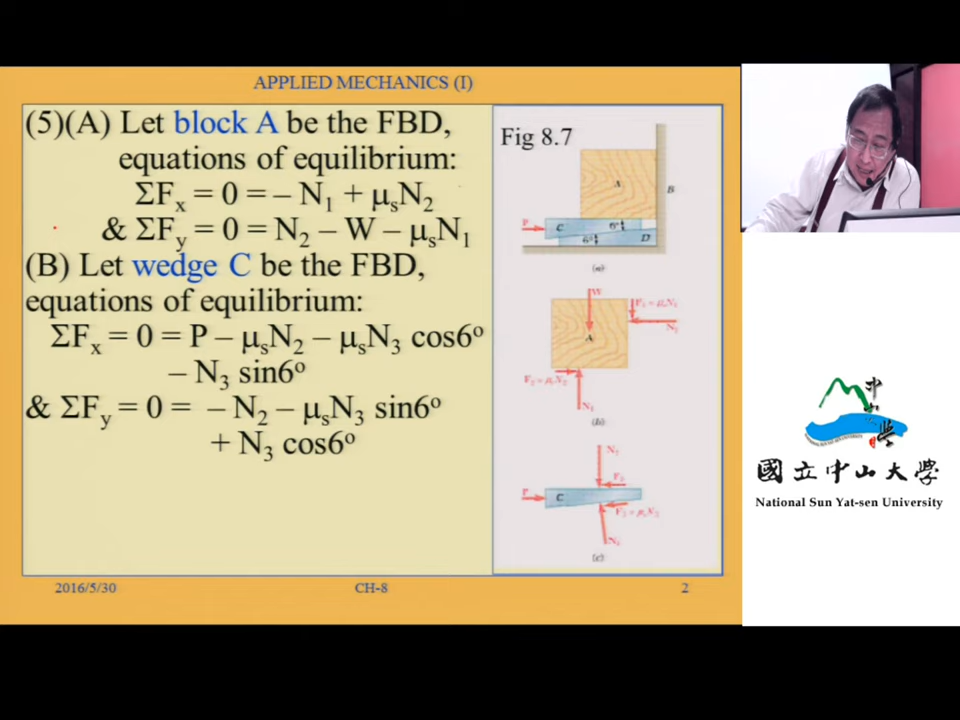 APPLIED MECHANICS (I)
(5)(A) Let block A be the FBD,
equations of equilibrium:
ΣFx = 0 = – N1 + μsN2
& ΣFy = 0 = N2 – W – μsN1
(B) Let wedge C be the FBD,
equations of equilibrium:
ΣFx = 0 = P – μsN2 – μsN3 cos6º
– N3 sin6º
& ΣFy = 0 = – N2 – μsN3 sin6º
+ N3 cos6º
Fig 8.7
A
B
P
C
6°
6°
D
(a)
W
F1 = μsN1
A
F2 = μsN2
(b)
N2
F2
P
C
F3 = μsN3
N3
(c)
2016/5/30
CH-8
2
國立中山大學
National Sun Yat-sen University